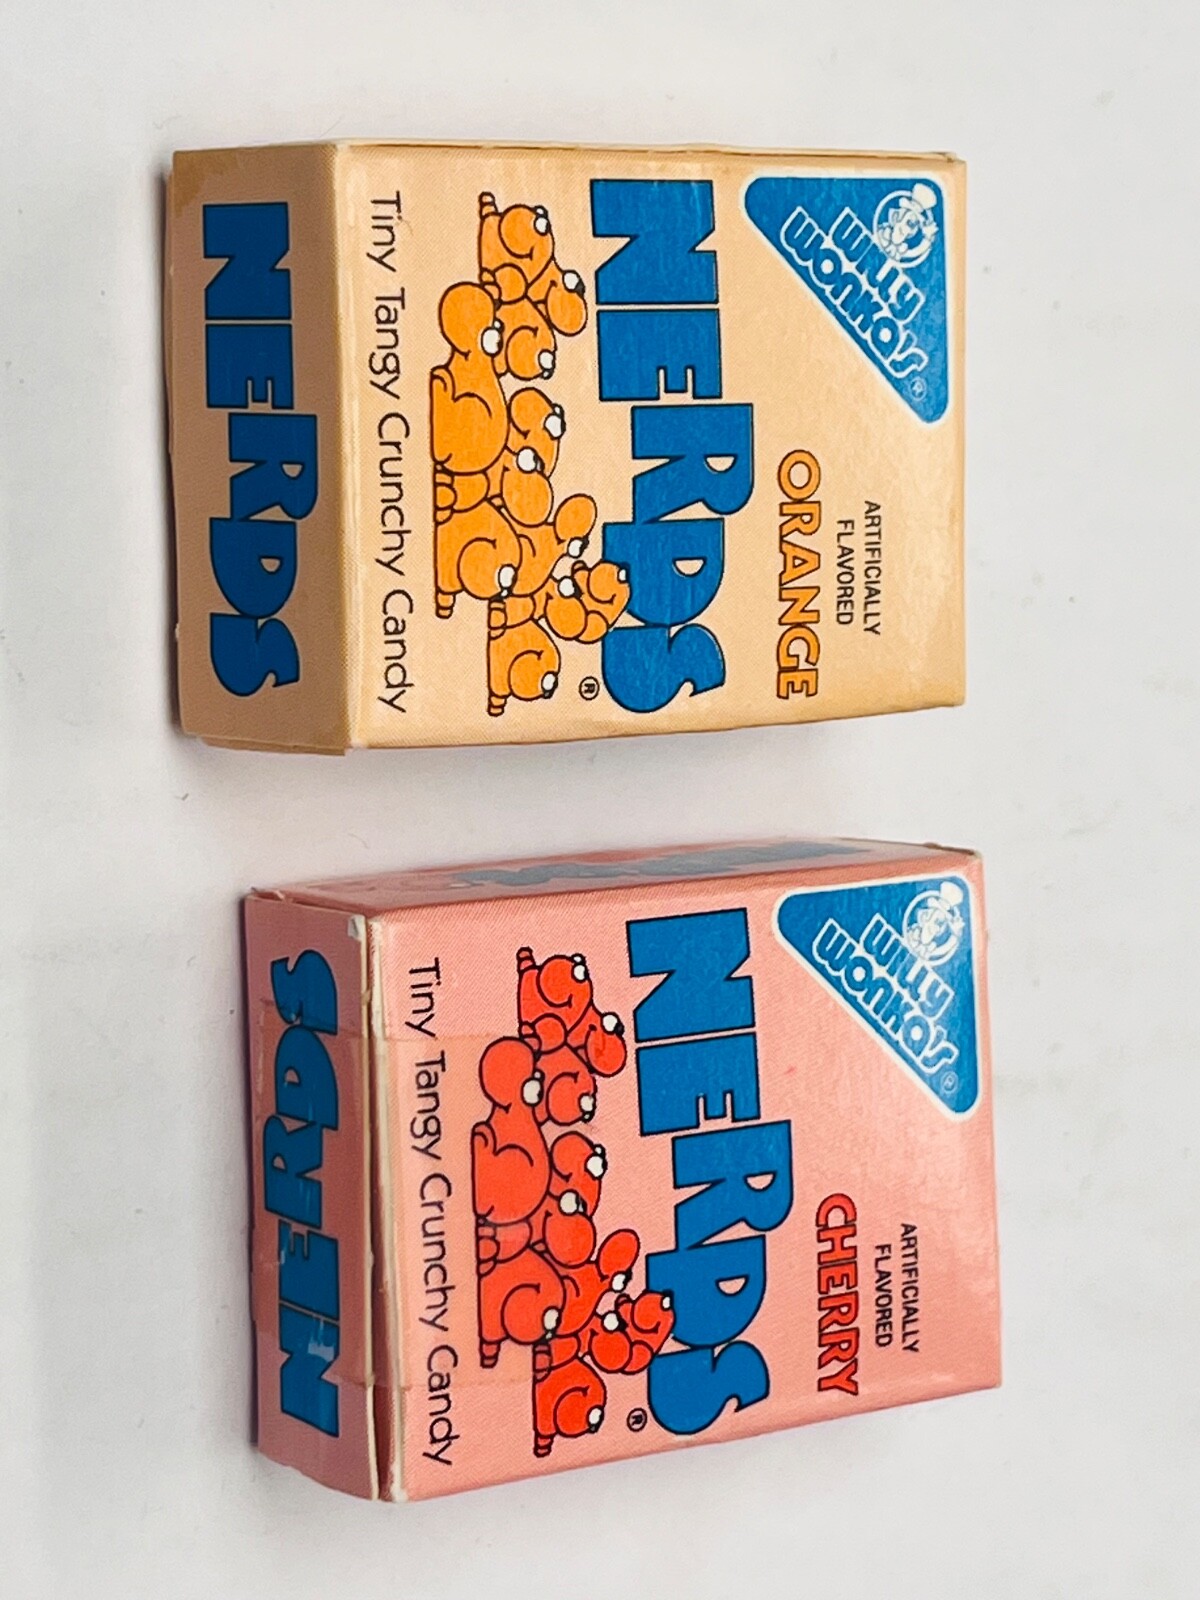 WILLY
WONKA'S®
ARTIFICIALLY
FLAVORED
ORANGE
NERDS®
Tiny Tangy Crunchy Candy
NERDS
WILLY
WONKA'S®
ARTIFICIALLY
FLAVORED
CHERRY
NERDS®
Tiny Tangy Crunchy Candy
NERDS